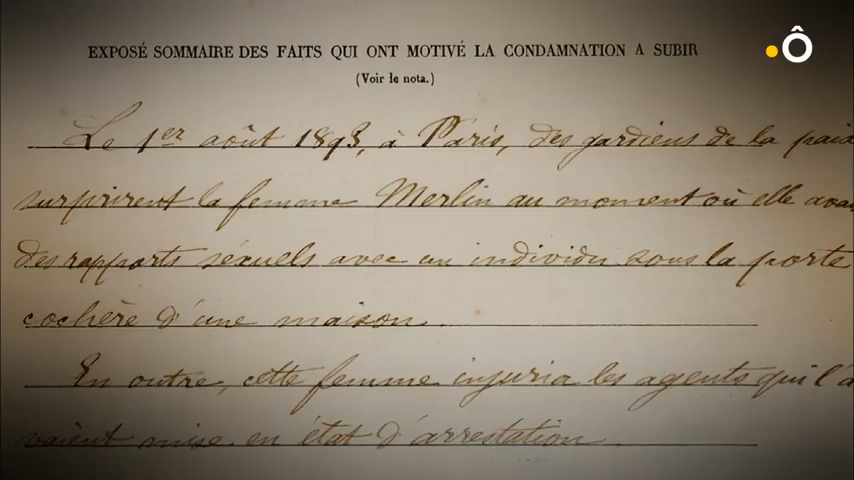 Ô
EXPOSÉ SOMMAIRE DES FAITS QUI ONT MOTIVÉ LA CONDAMNATION A SUBIR
(Voir le nota.)
Le 1er août 1893, à Paris, des gardiens de la paix
surprirent la femme Merlin au moment où elle avai
des rapports séxuels avec un individu sous la porte
cochère d'une maison.
En outre, cette femme injuria les agents qui l'a
vaient mise en état d'arrestation